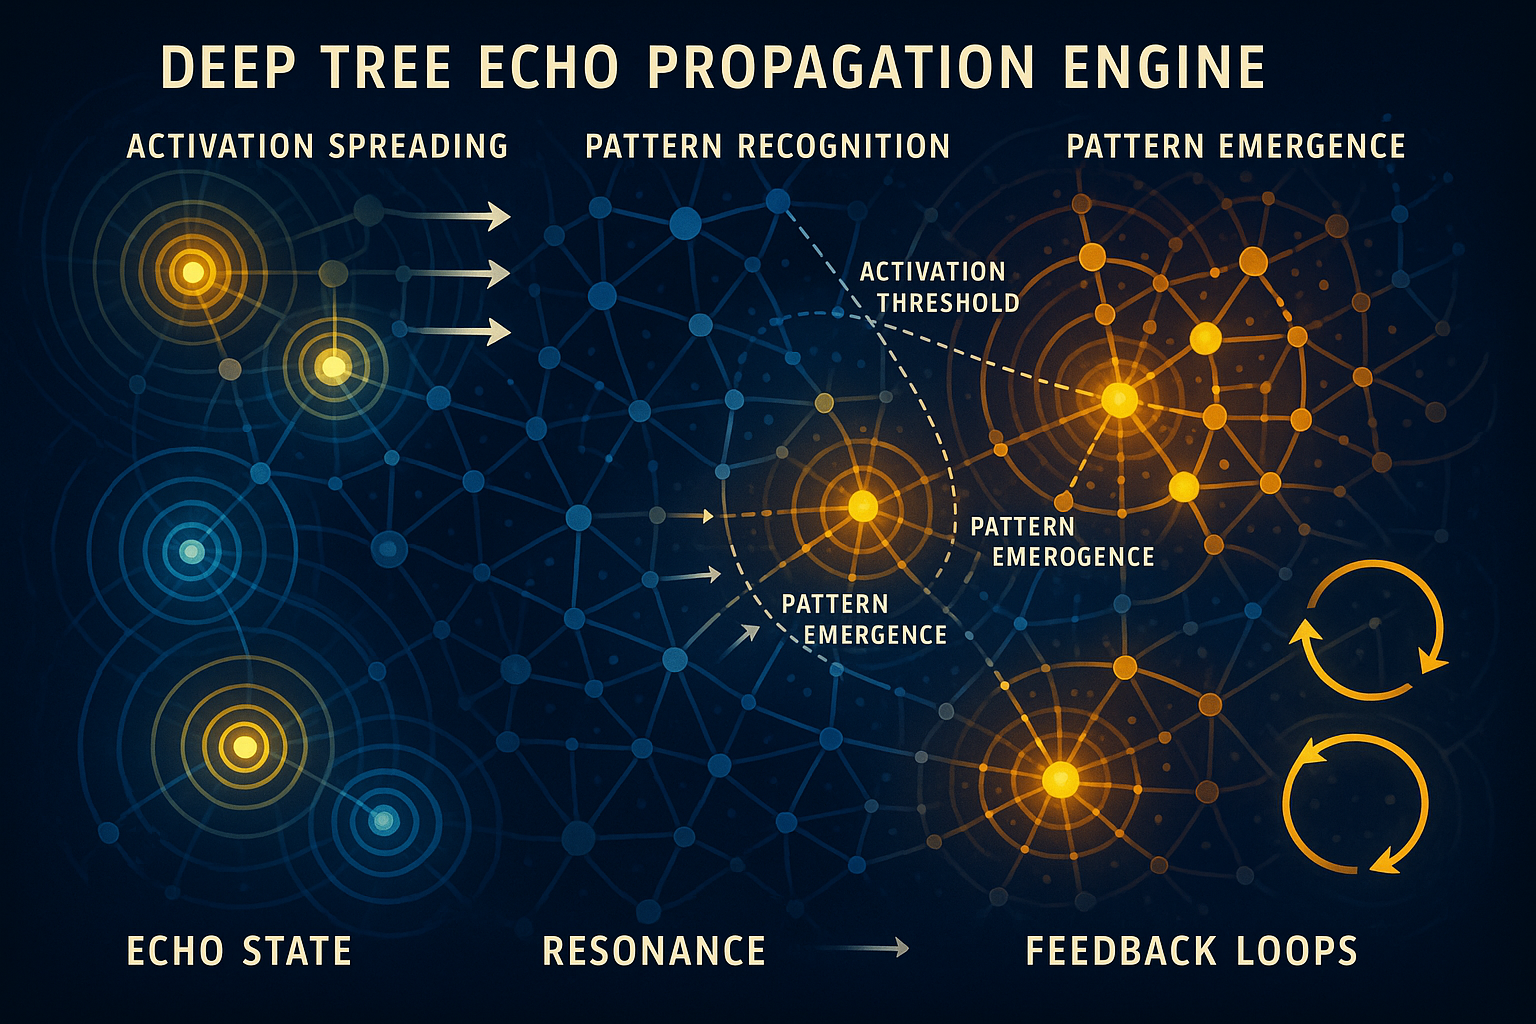 DEEP TREE ECHO PROPAGATION ENGINE
ACTIVATION SPREADING
PATTERN RECOGNITION
PATTERN EMERGENCE
ACTIVATION
THRESHOLD
PATTERN
EMEROGENCE
PATTERN
EMERGENCE
ECHO STATE
RESONANCE
FEEDBACK LOOPS